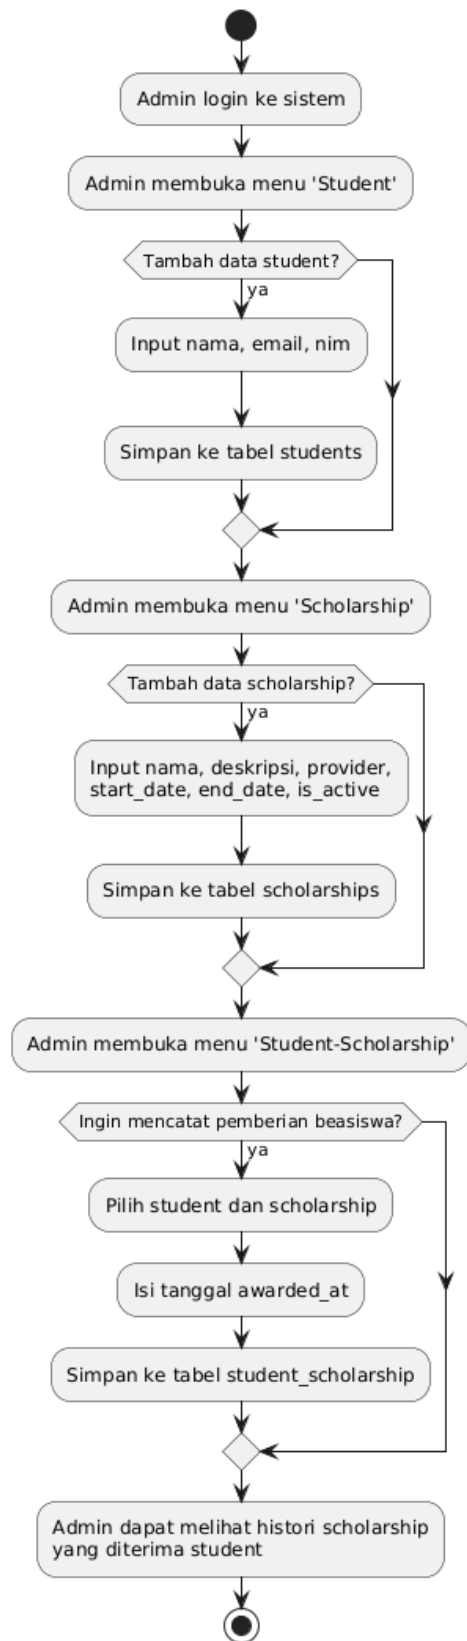 Admin login ke sistem
Admin membuka menu 'Student'
Tambah data student?
ya
Input nama, email, nim
Simpan ke tabel students
Admin membuka menu 'Scholarship'
Tambah data scholarship?
ya
Input nama, deskripsi, provider,
start_date, end_date, is_active
Simpan ke tabel scholarships
Admin membuka menu 'Student-Scholarship'
Ingin mencatat pemberian beasiswa?
ya
Pilih student dan scholarship
Isi tanggal awarded_at
Simpan ke tabel student_scholarship
Admin dapat melihat histori scholarship
yang diterima student